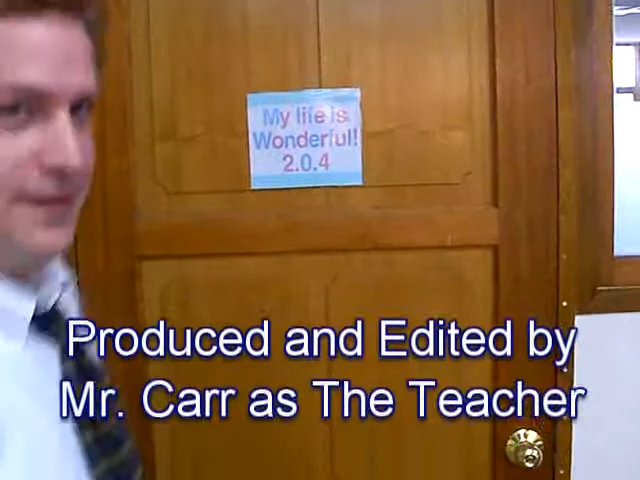 My life is
Wonderful!
2.0.4
Produced and Edited by
Mr. Carr as The Teacher